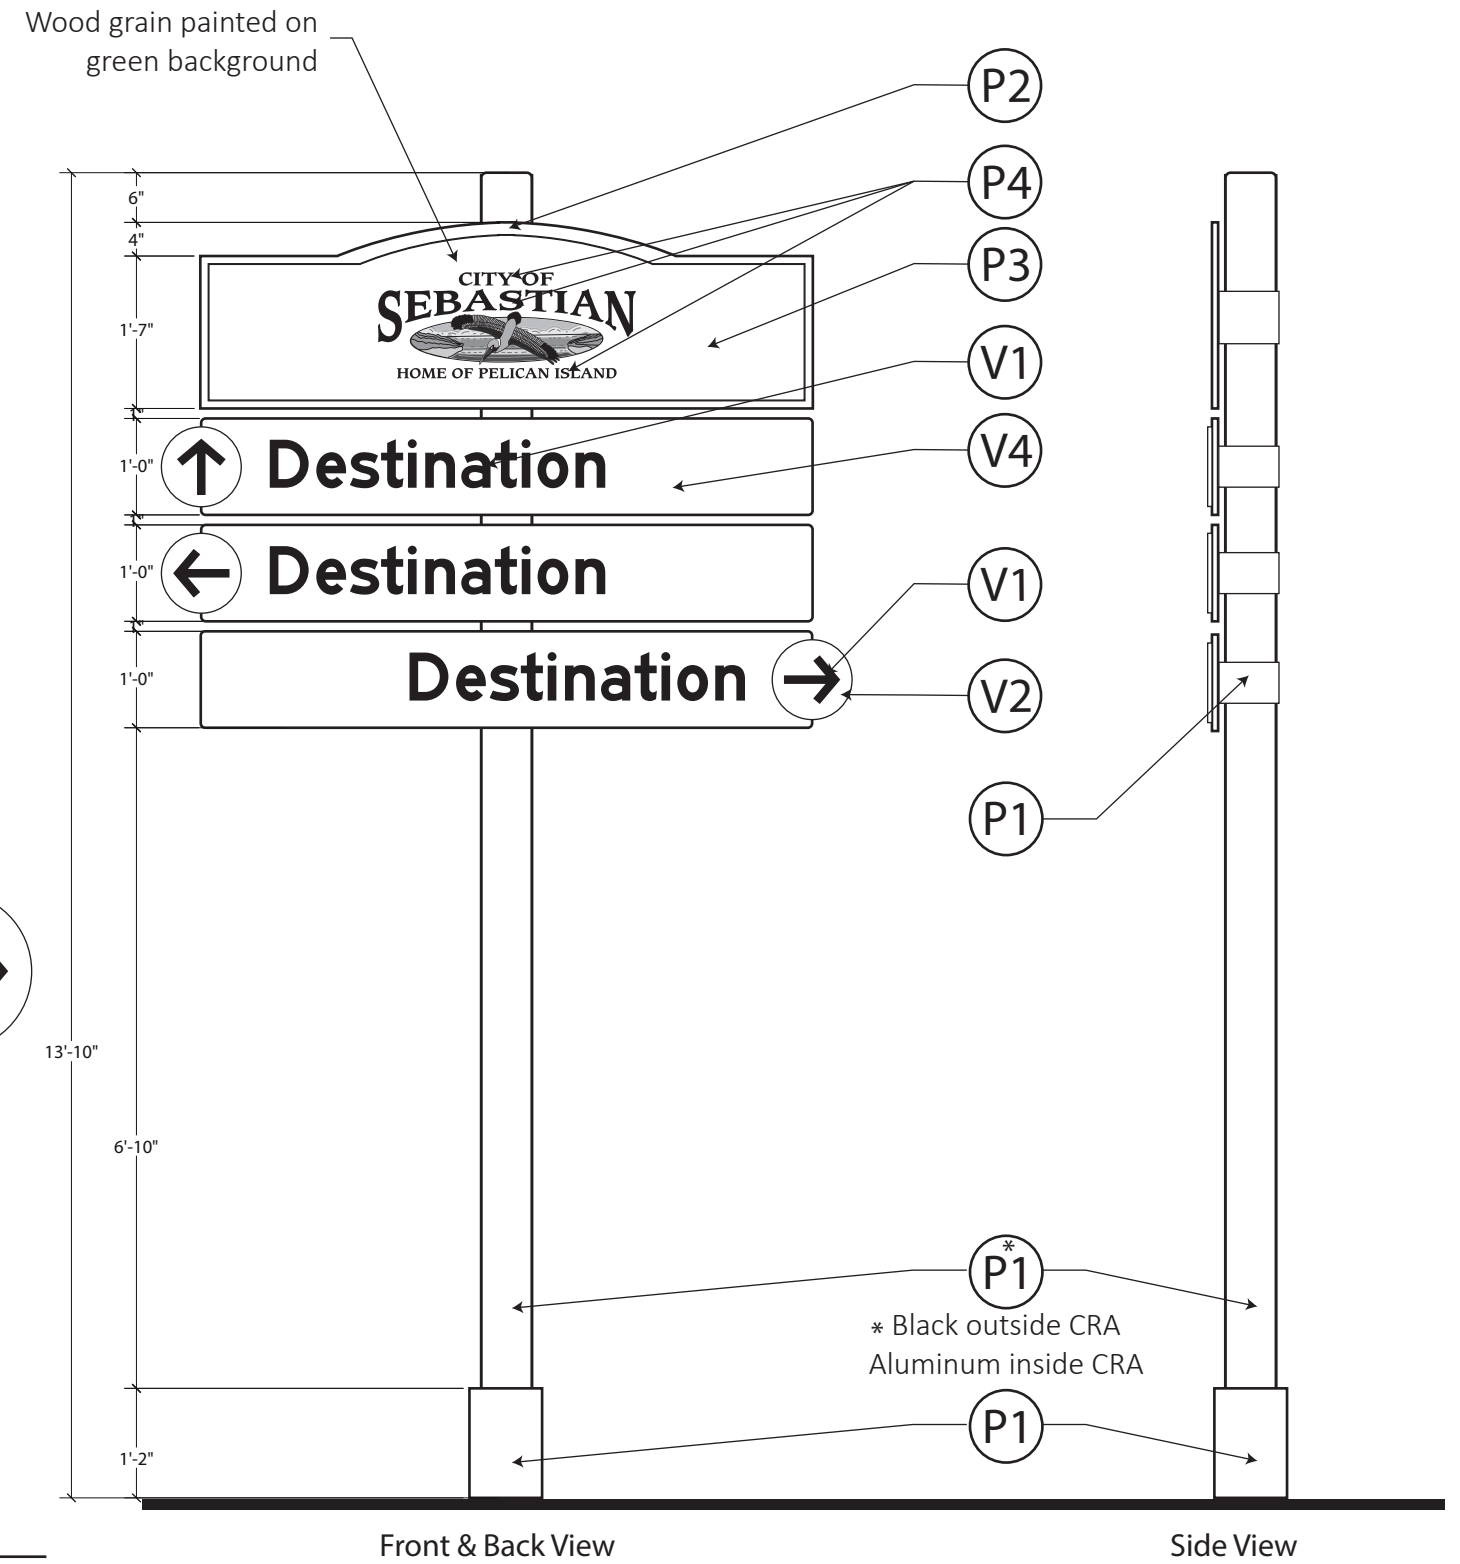 Wood grain painted on
green background
P2
P4
P3
V1
V4
V1
V2
P1
6"
4"
1'-7"
1'-0"
1'-0"
1'-0"
13'-10"
6'-10"
1'-2"
CITY OF
SEBASTIAN
HOME OF PELICAN ISLAND
Destination
Destination
Destination
P1*
* Black outside CRA
Aluminum inside CRA
P1
Front & Back View
Side View